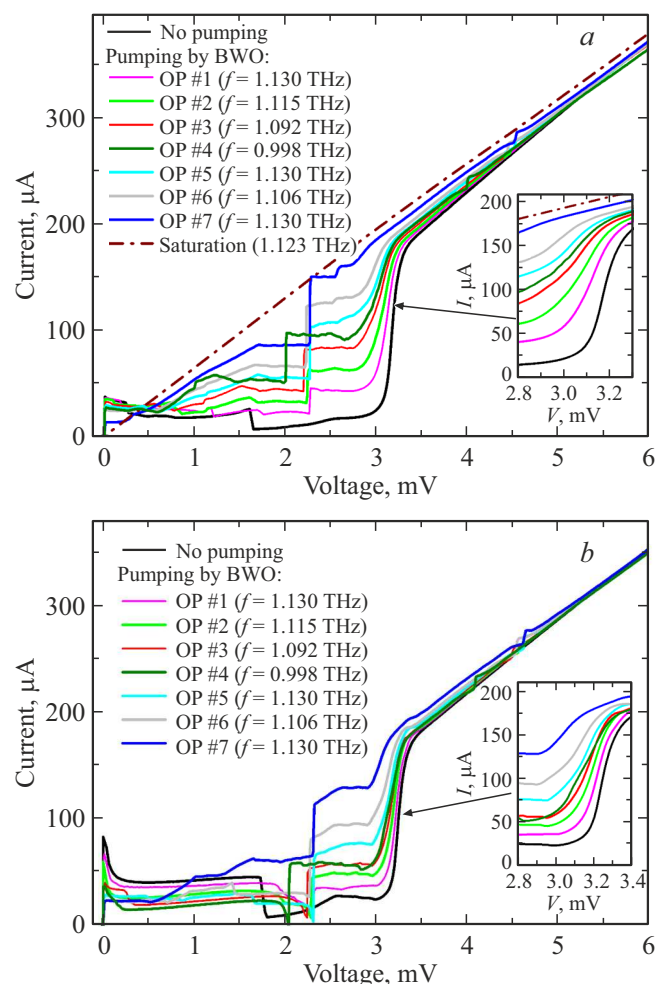 a
No pumping
Pumping by BWO:
OP #1 (f = 1.130 THz)
OP #2 (f = 1.115 THz)
OP #3 (f = 1.092 THz)
OP #4 (f = 0.998 THz)
OP #5 (f = 1.130 THz)
OP #6 (f = 1.106 THz)
OP #7 (f = 1.130 THz)
Saturation (1.123 THz)
Current, μA
300
200
100
0
0 1 2 3 4 5 6
Voltage, mV
I, μA
200
150
100
50
0
2.8 3.0 3.2
V, mV
b
No pumping
Pumping by BWO:
OP #1 (f = 1.130 THz)
OP #2 (f = 1.115 THz)
OP #3 (f = 1.092 THz)
OP #4 (f = 0.998 THz)
OP #5 (f = 1.130 THz)
OP #6 (f = 1.106 THz)
OP #7 (f = 1.130 THz)
Current, μA
300
200
100
0
0 1 2 3 4 5 6
Voltage, mV
I, μA
200
150
100
50
0
2.8 3.0 3.2 3.4
V, mV